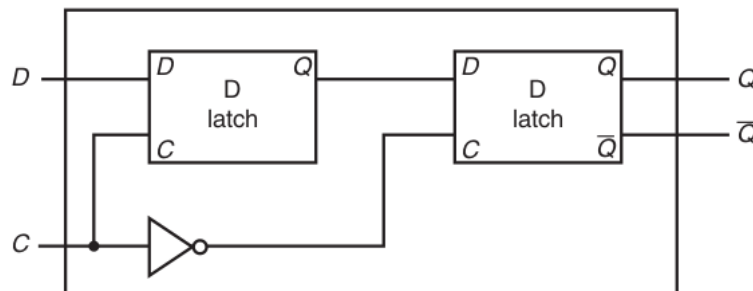 D D Q D Q Q
D D
latch latch
C C Q̅ Q̅
C